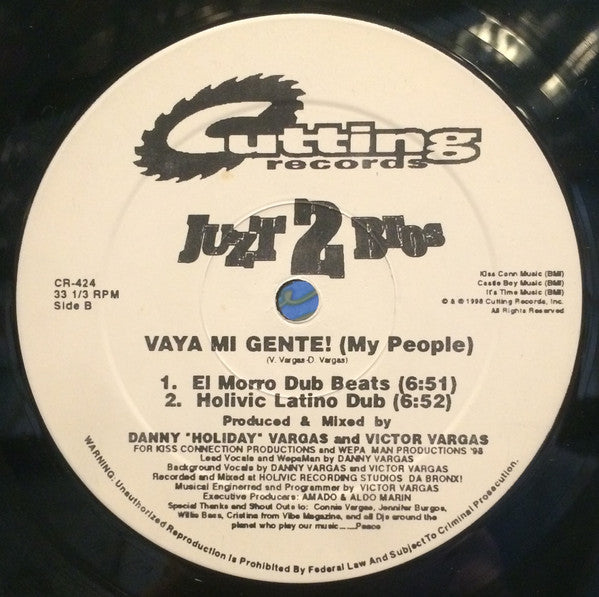 Cutting
records
JUZT 2 BROS
CR-424
33 1/3 RPM
Side B
Kiss Conn Music (BMI)
Castle Boy Music (BMI)
It's Time Music (BMI)
© & ℗ 1998 Cutting Records, Inc.
All Rights Reserved
VAYA MI GENTE! (My People)
(V. Vargas-D. Vargas)
1. El Morro Dub Beats (6:51)
2. Holivic Latino Dub (6:52)
Produced & Mixed by
DANNY "HOLIDAY" VARGAS and VICTOR VARGAS
FOR KISS CONNECTION PRODUCTIONS and WEPA MAN PRODUCTIONS '98
Lead Vocals and WepaMan by DANNY VARGAS
Background Vocals by DANNY VARGAS and VICTOR VARGAS
Recorded and Mixed at HOLIVIC RECORDING STUDIOS DA BRONX!
Musical Enginerred and Programmer by VICTOR VARGAS
Executive Producers: AMADO & ALDO MARIN
Special Thanks and Shout Outs to: Connie Vargas, Jennifer Burgos,
Willie Bass, Cristina from Vibe Magazine, and all Djs around the
planet who play our music......Peace
WARNING: Unauthorized Reproduction is Prohibited By Federal Law And Subject To Criminal Prosecution.